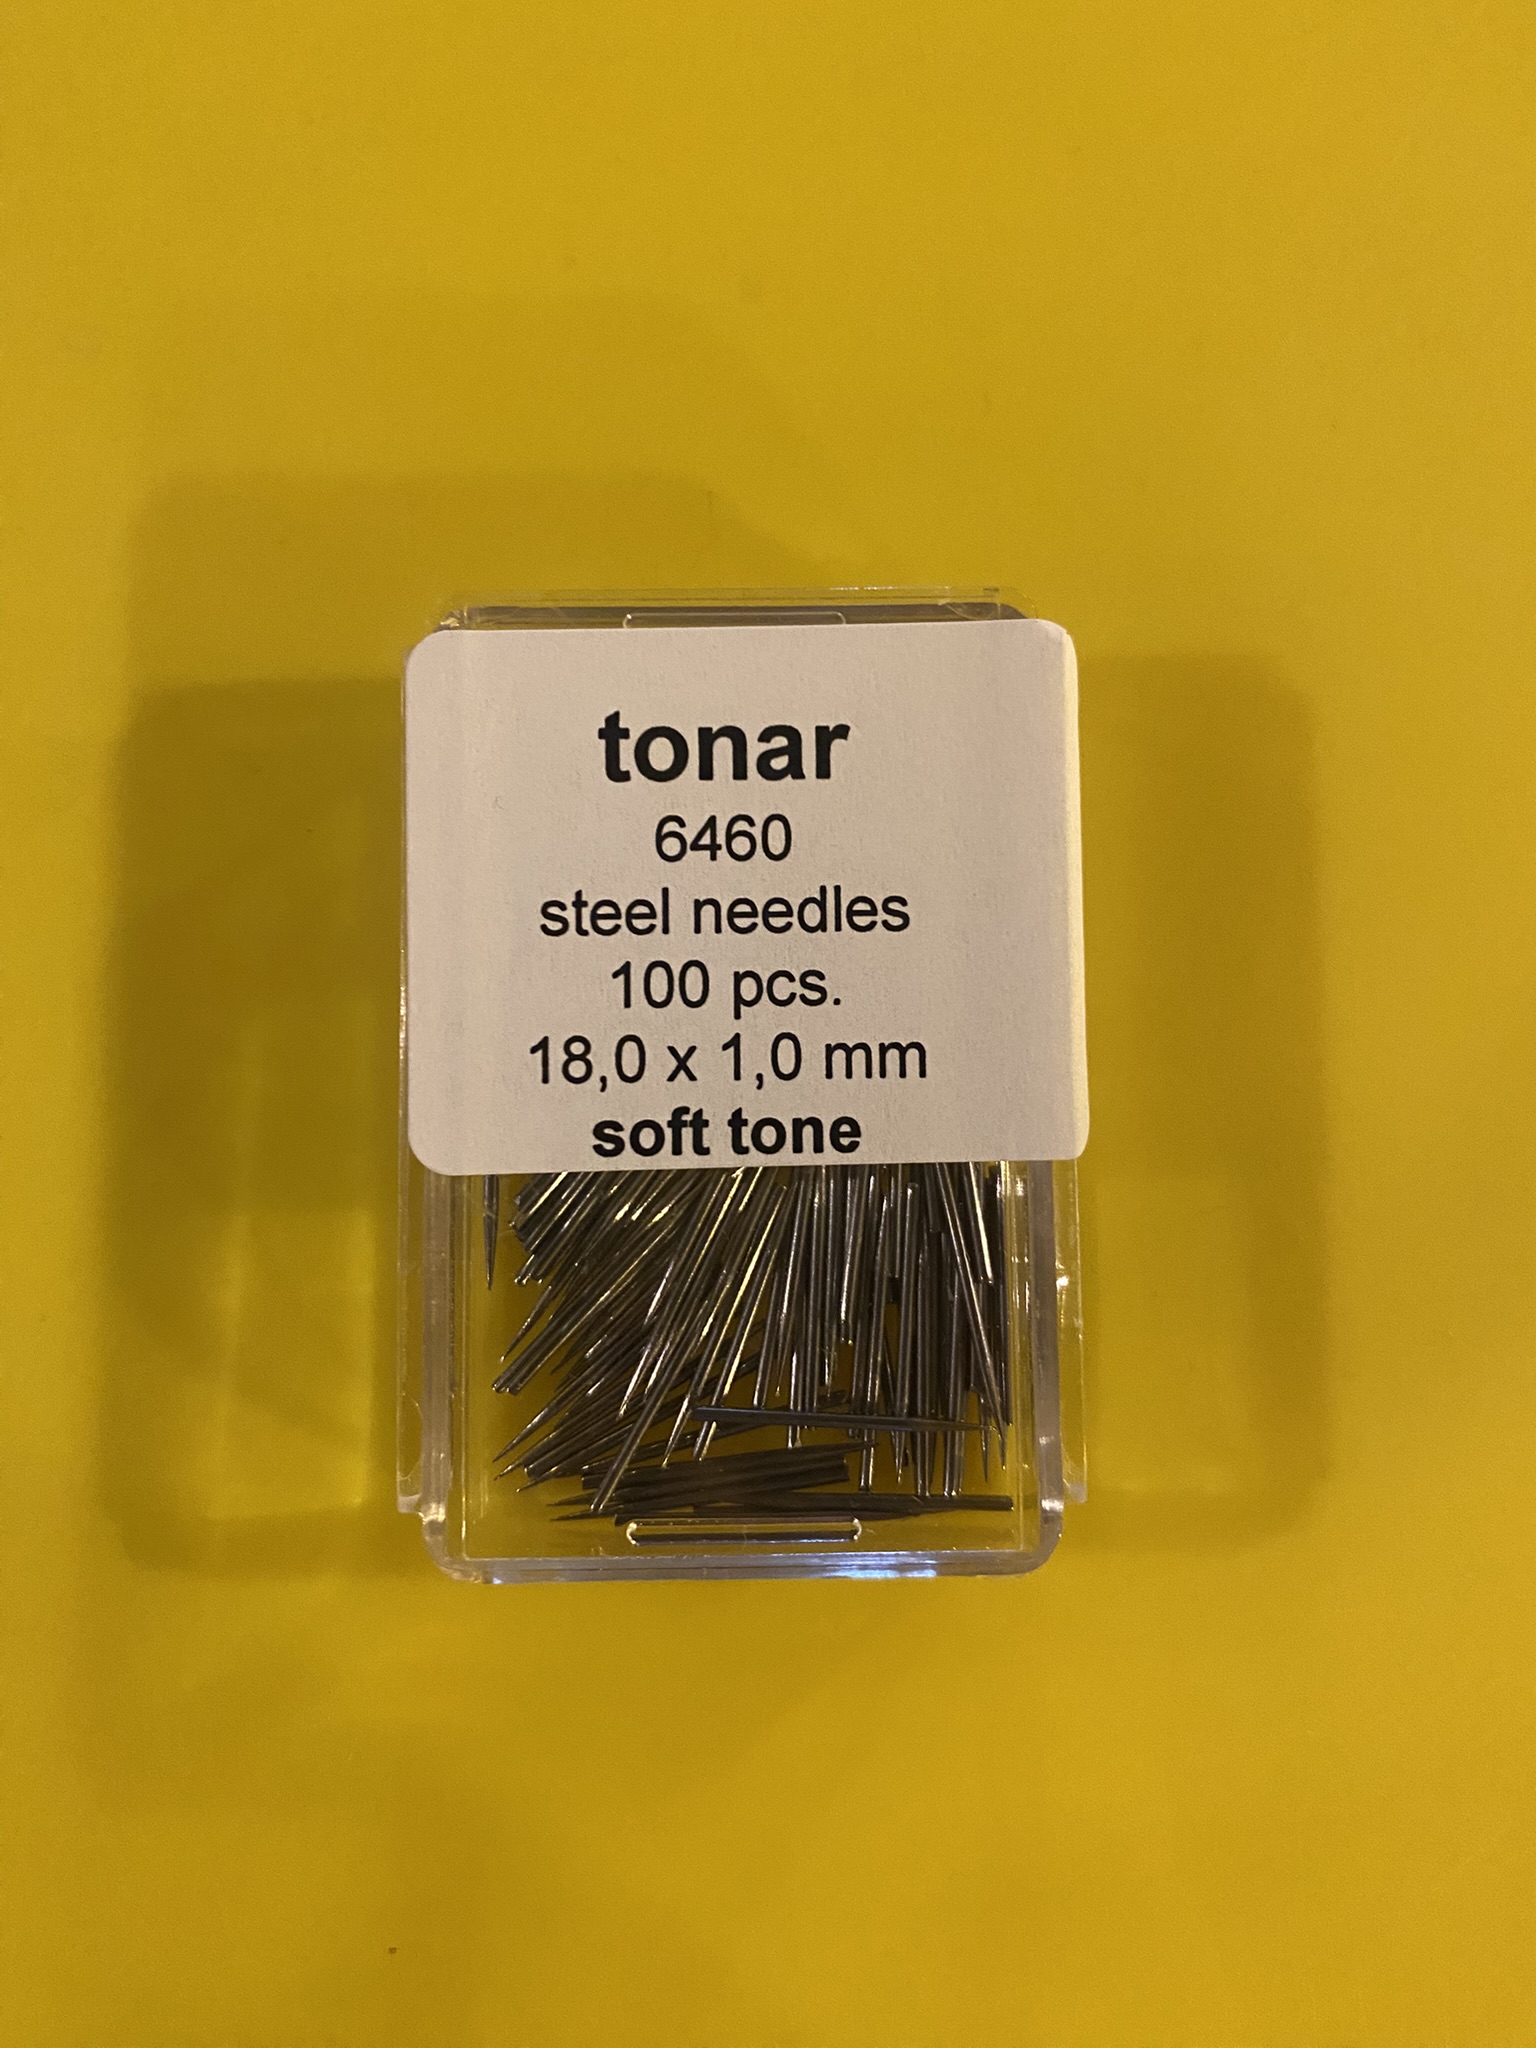 tonar
6460
steel needles
100 pcs.
18,0 x 1,0 mm
soft tone